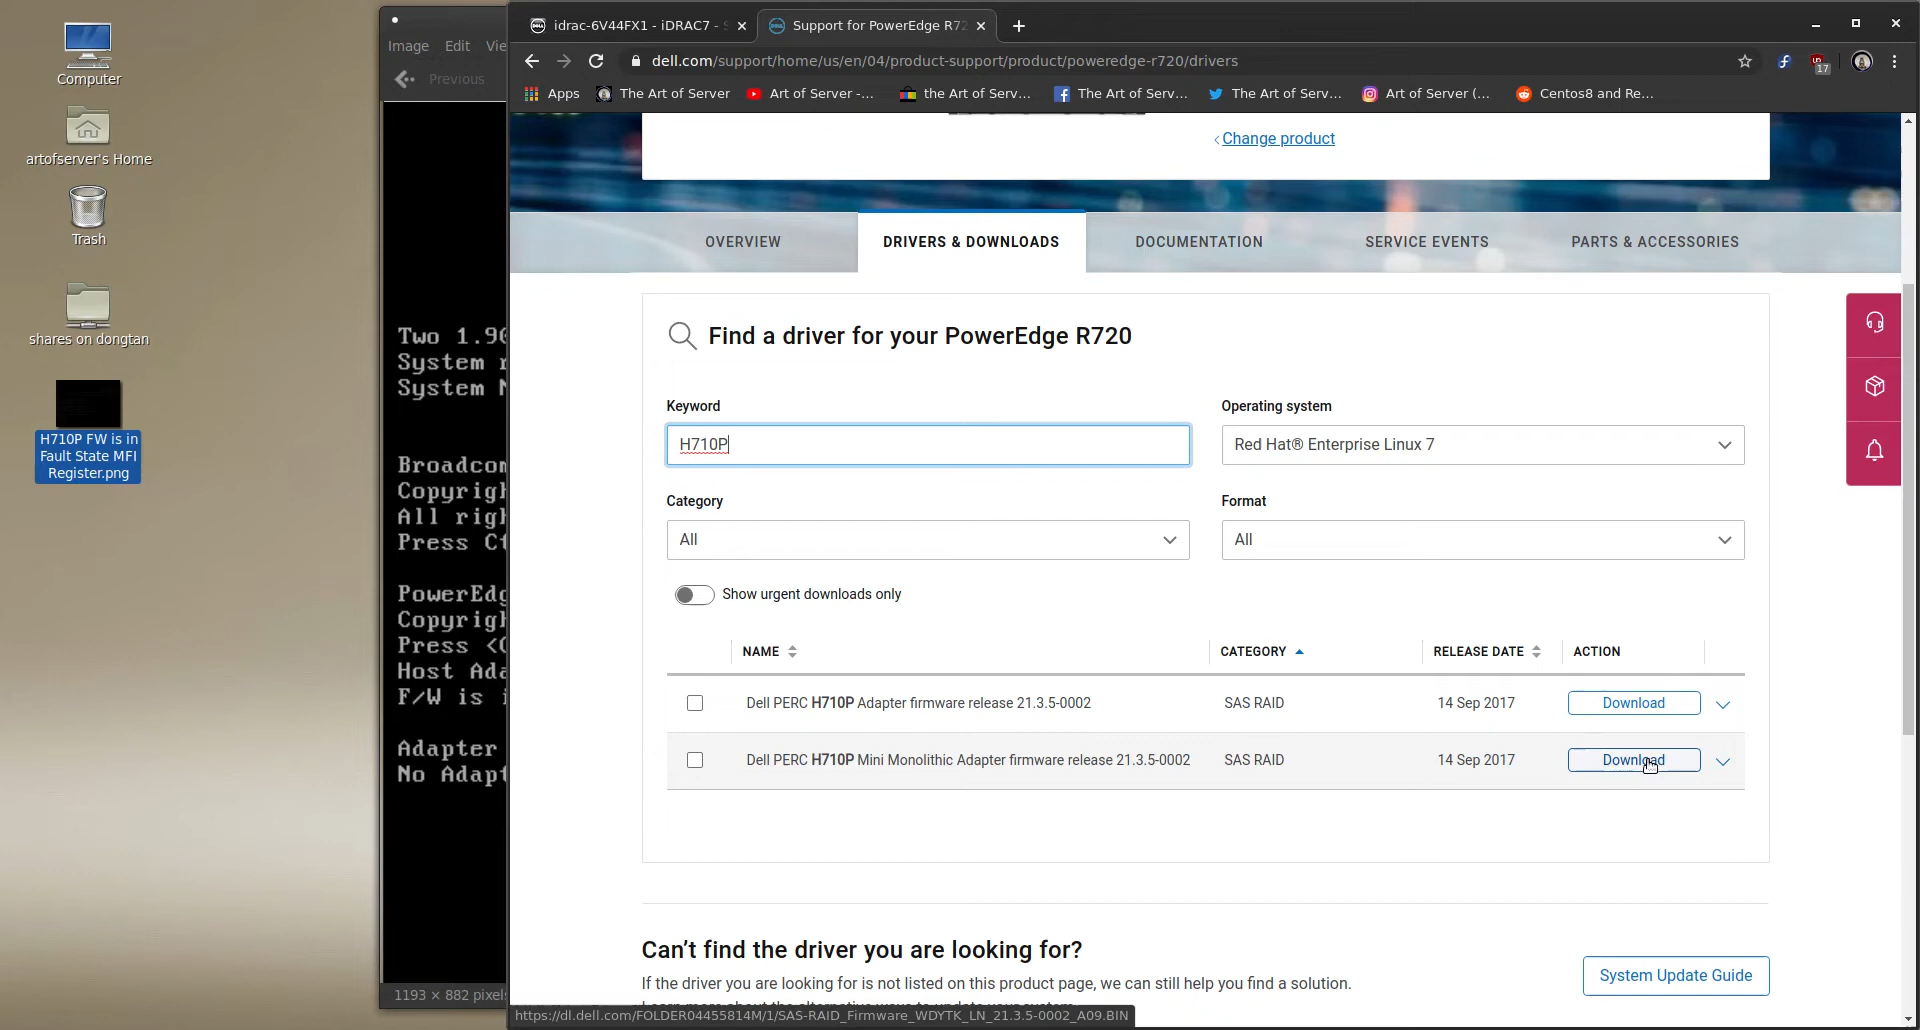 Computer
artofserver's Home
Trash
shares on dongtan
H710P FW is in
Fault State MFI
Register.png
Image Edit Vie
Previous
Two 1.90
System
System
Broadcom
Copyrigh
All righ
Press Ct
PowerEdg
Copyrigh
Press <C
Host Ada
F/W is i
Adapter
No Adapt
1193 × 882 pixels
idrac-6V44FX1 - iDRAC7 - S
Support for PowerEdge R72
dell.com/support/home/us/en/04/product-support/product/poweredge-r720/drivers
17
Apps The Art of Server Art of Server -... the Art of Serv... The Art of Serv... The Art of Serv... Art of Server (... Centos8 and Re...
Change product
OVERVIEW DRIVERS & DOWNLOADS DOCUMENTATION SERVICE EVENTS PARTS & ACCESSORIES
Find a driver for your PowerEdge R720
Keyword Operating system
H710P Red Hat® Enterprise Linux 7
Category Format
All All
Show urgent downloads only
NAME CATEGORY RELEASE DATE ACTION
Dell PERC H710P Adapter firmware release 21.3.5-0002 SAS RAID 14 Sep 2017 Download
Dell PERC H710P Mini Monolithic Adapter firmware release 21.3.5-0002 SAS RAID 14 Sep 2017 Download
Can’t find the driver you are looking for?
If the driver you are looking for is not listed on this product page, we can still help you find a solution.
System Update Guide
https://dl.dell.com/FOLDER04455814M/1/SAS-RAID_Firmware_WDYTK_LN_21.3.5-0002_A09.BIN